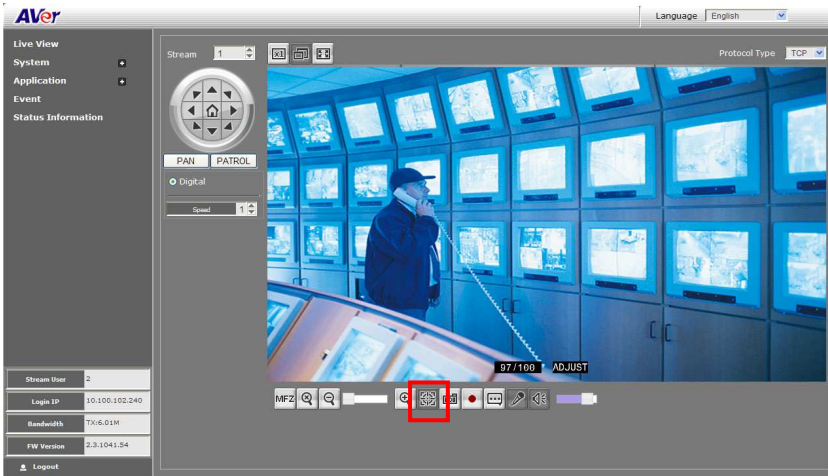 AVer
Language English
Live View
System
Application
Event
Status Information
Stream 1
x1
Protocol Type TCP
PAN PATROL
Digital
Speed 1
97/100 ADJUST
MFZ
Stream User 2
Login IP 10.100.102.240
Bandwidth TX:6.01M
FW Version 2.3.1041.54
Logout